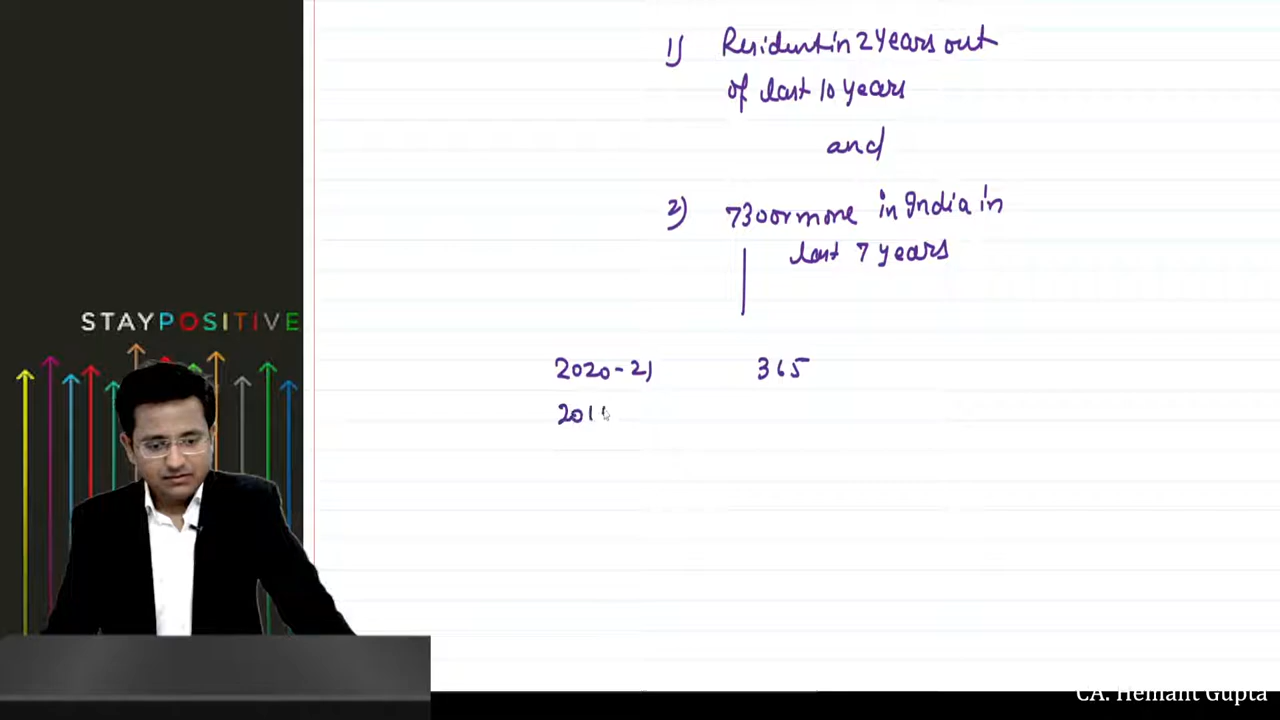 1) Resident in 2 Years out
of last 10 years
and
2) 730 or more in India in
last 7 years
STAYPOSITIVE
2020-21 365
201
CA. Hemant Gupta